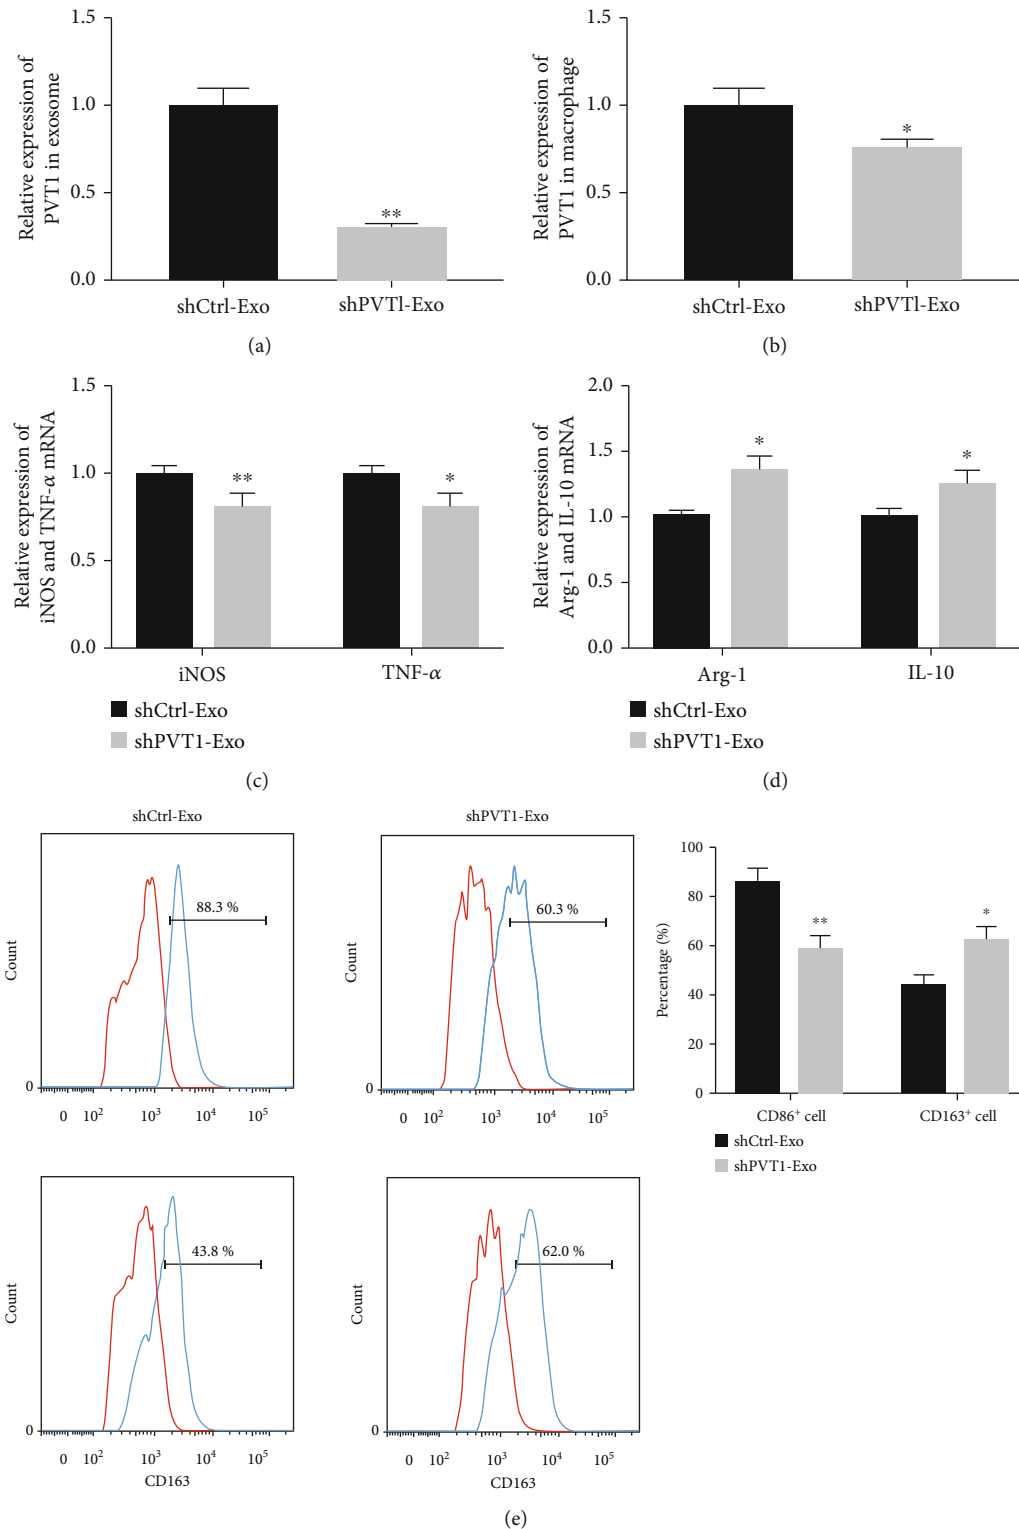 Relative expression of
PVT1 in exosome
1.5
1.0
0.5
0.0
**
shCtrl-Exo
shPVTl-Exo
(a)
Relative expression of
PVT1 in macrophage
1.5
1.0
0.5
0.0
*
shCtrl-Exo
shPVTl-Exo
(b)
Relative expression of
iNOS and TNF-α mRNA
1.5
1.0
0.5
0.0
**
*
iNOS
TNF-α
shCtrl-Exo
shPVT1-Exo
(c)
Relative expression of
Arg-1 and IL-10 mRNA
2.0
1.5
1.0
0.5
0.0
*
*
Arg-1
IL-10
shCtrl-Exo
shPVT1-Exo
(d)
shCtrl-Exo
Count
88.3 %
0
0 10² 10³ 10⁴ 10⁵
shPVT1-Exo
60.3 %
0
0 10² 10³ 10⁴ 10⁵
Percentage (%)
100
80
60
40
20
0
**
*
CD86⁺ cell
CD163⁺ cell
shCtrl-Exo
shPVT1-Exo
Count
43.8 %
0
0 10² 10³ 10⁴ 10⁵
CD163
Count
62.0 %
0
0 10² 10³ 10⁴ 10⁵
CD163
Count
(e)